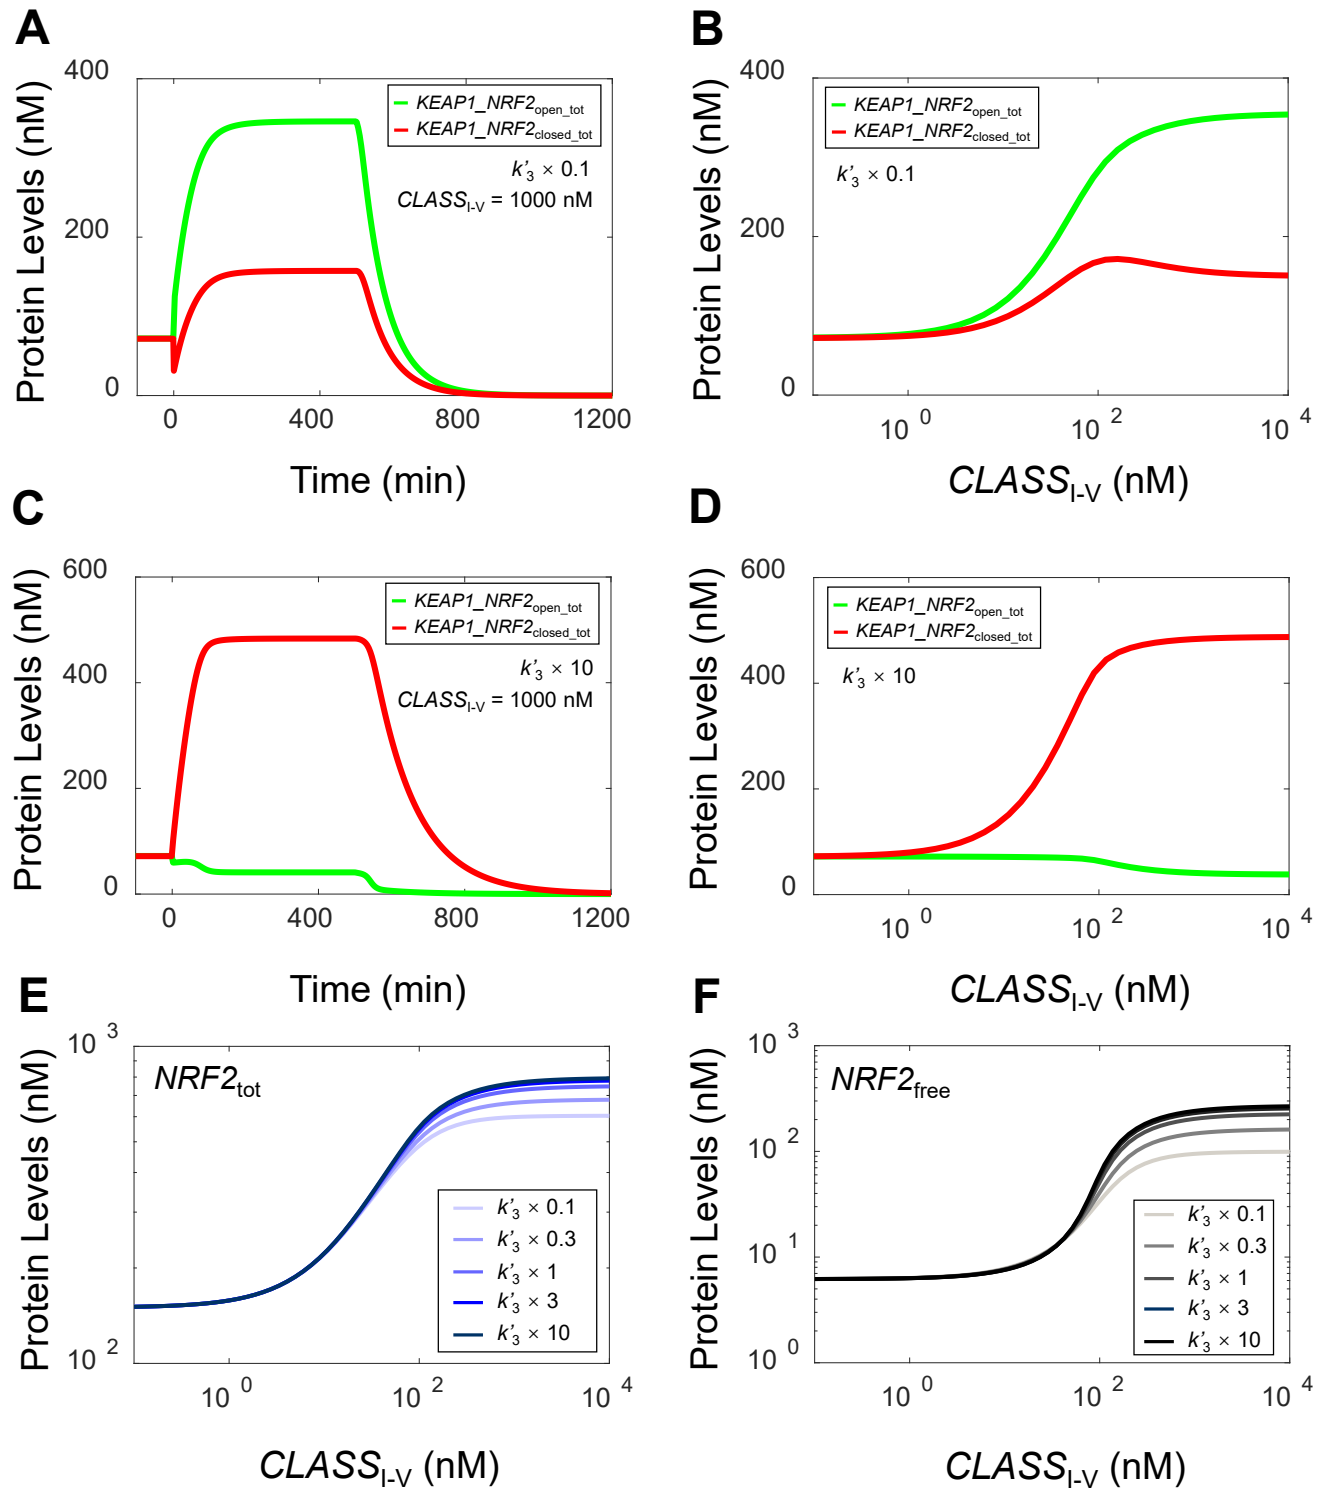 A
Protein Levels (nM)
400
200
0
KEAP1_NRF2open_tot
KEAP1_NRF2closed_tot
k'3 × 0.1
CLASSI-V = 1000 nM
0 400 800 1200
Time (min)
B
Protein Levels (nM)
400
200
0
KEAP1_NRF2open_tot
KEAP1_NRF2closed_tot
k'3 × 0.1
10 0 10 2 10 4
CLASSI-V (nM)
C
Protein Levels (nM)
600
400
200
0
KEAP1_NRF2open_tot
KEAP1_NRF2closed_tot
k'3 × 10
CLASSI-V = 1000 nM
0 400 800 1200
Time (min)
D
Protein Levels (nM)
600
400
200
0
KEAP1_NRF2open_tot
KEAP1_NRF2closed_tot
k'3 × 10
10 0 10 2 10 4
CLASSI-V (nM)
E
Protein Levels (nM)
10 3
10 2
NRF2tot
k'3 × 0.1
k'3 × 0.3
k'3 × 1
k'3 × 3
k'3 × 10
10 0 10 2 10 4
CLASSI-V (nM)
F
Protein Levels (nM)
10 3
10 2
10 1
10 0
NRF2free
k'3 × 0.1
k'3 × 0.3
k'3 × 1
k'3 × 3
k'3 × 10
10 0 10 2 10 4
CLASSI-V (nM)